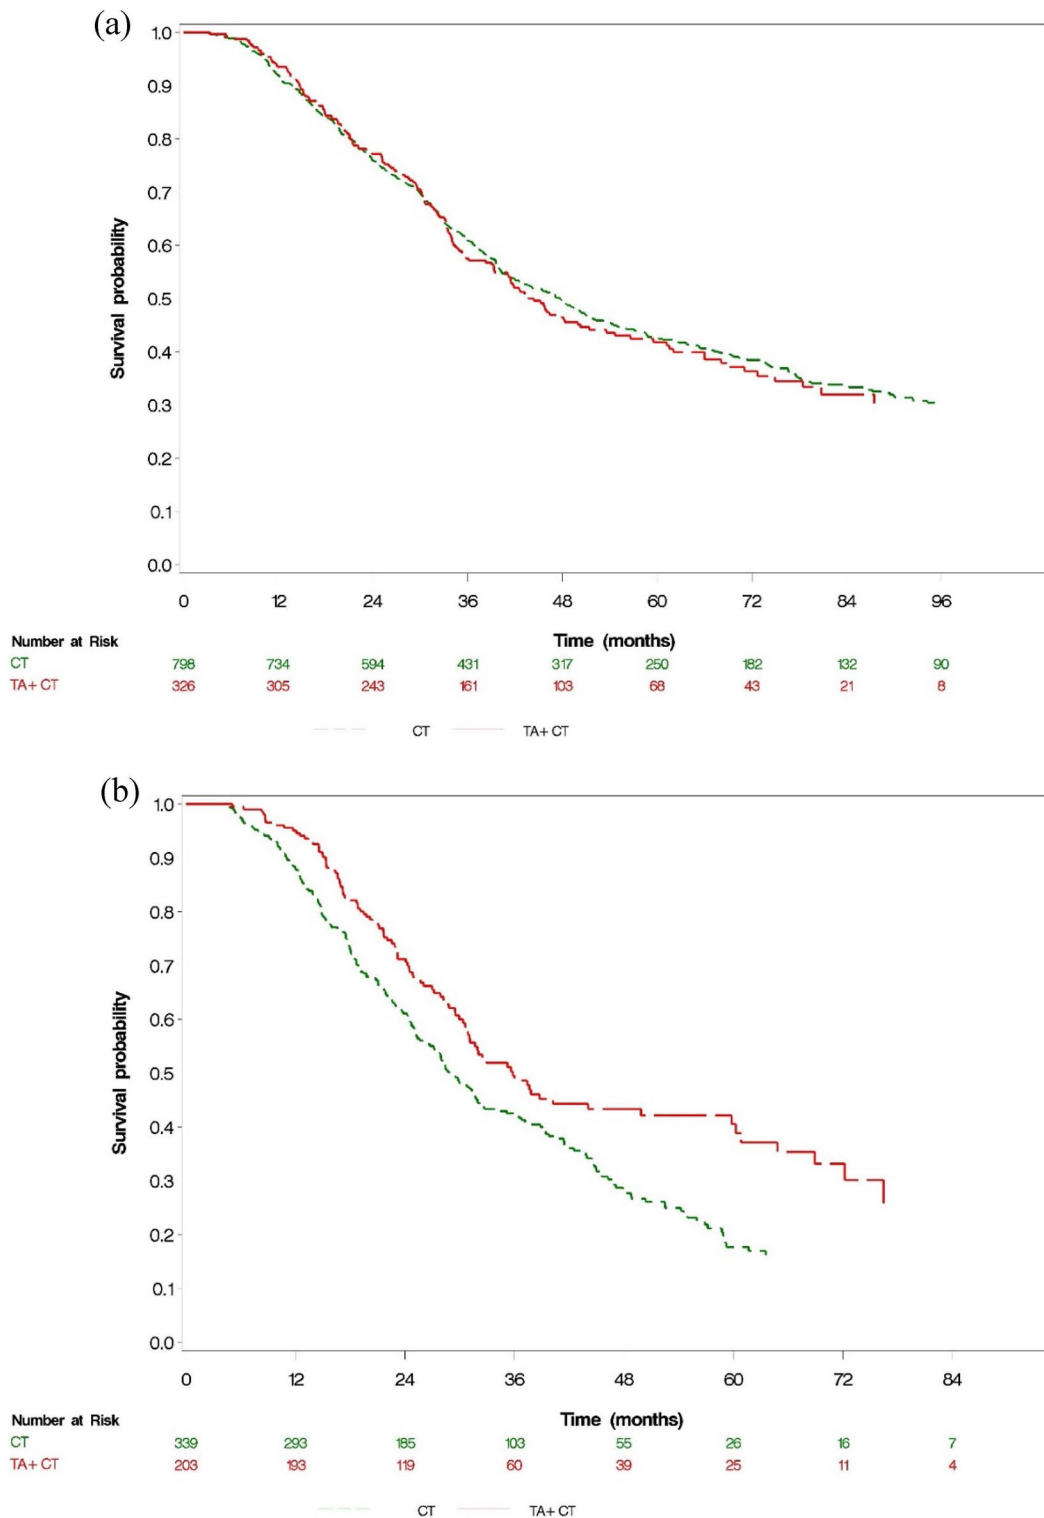 (a)
1.0
0.9
0.8
0.7
0.6
0.5
0.4
0.3
0.2
0.1
0.0
Survival probability
0 12 24 36 48 60 72 84 96
Number at Risk Time (months)
CT 798 734 594 431 317 250 182 132 90
TA+ CT 326 305 243 161 103 68 43 21 8
CT TA+ CT
(b)
1.0
0.9
0.8
0.7
0.6
0.5
0.4
0.3
0.2
0.1
0.0
Survival probability
0 12 24 36 48 60 72 84
Number at Risk Time (months)
CT 339 293 185 103 55 26 16 7
TA+ CT 203 193 119 60 39 25 11 4
CT TA+ CT